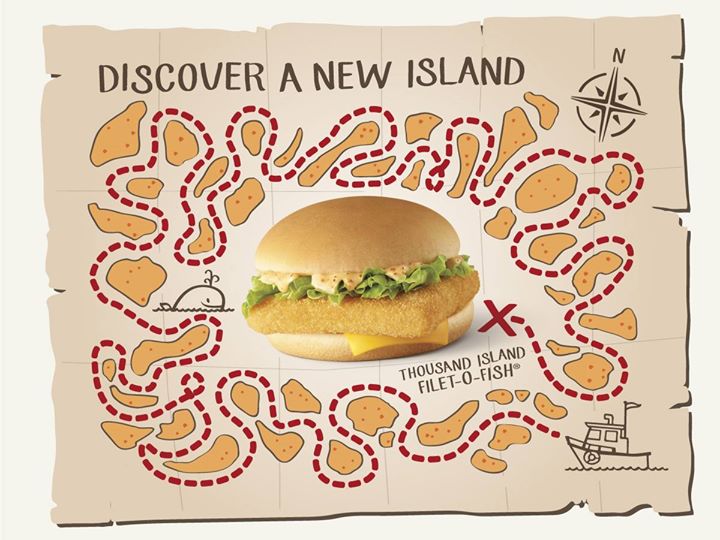 DISCOVER A NEW ISLAND
N
THOUSAND ISLAND
FILET-O-FISH®